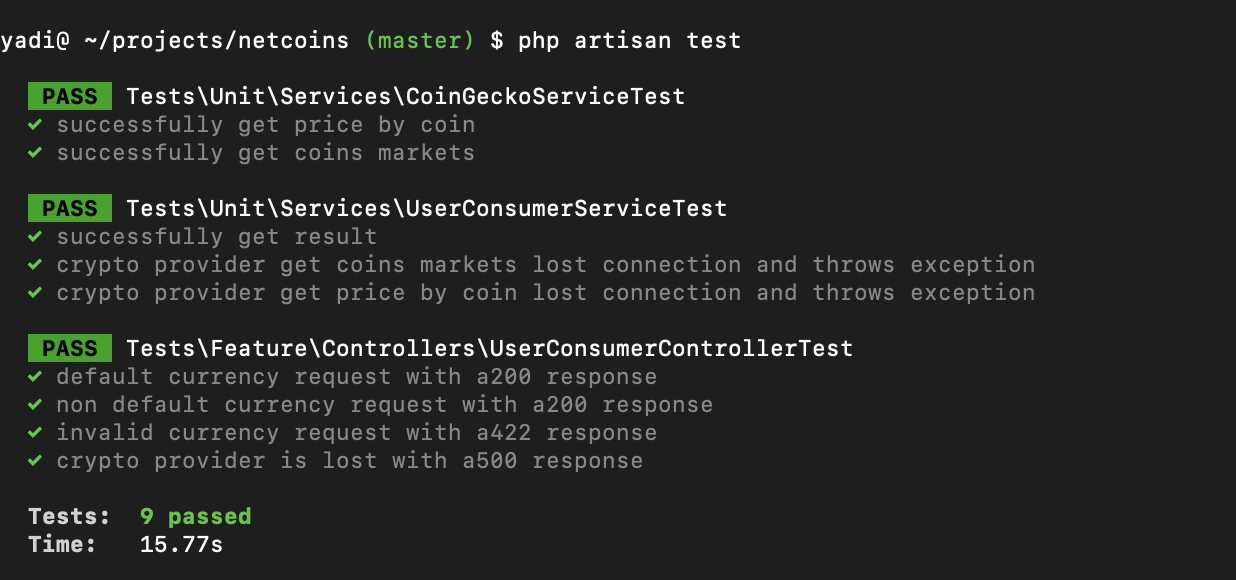 yadi@ ~/projects/netcoins (master) $ php artisan test
PASS Tests\Unit\Services\CoinGeckoServiceTest
✓ successfully get price by coin
✓ successfully get coins markets
PASS Tests\Unit\Services\UserConsumerServiceTest
✓ successfully get result
✓ crypto provider get coins markets lost connection and throws exception
✓ crypto provider get price by coin lost connection and throws exception
PASS Tests\Feature\Controllers\UserConsumerControllerTest
✓ default currency request with a200 response
✓ non default currency request with a200 response
✓ invalid currency request with a422 response
✓ crypto provider is lost with a500 response
Tests: 9 passed
Time: 15.77s